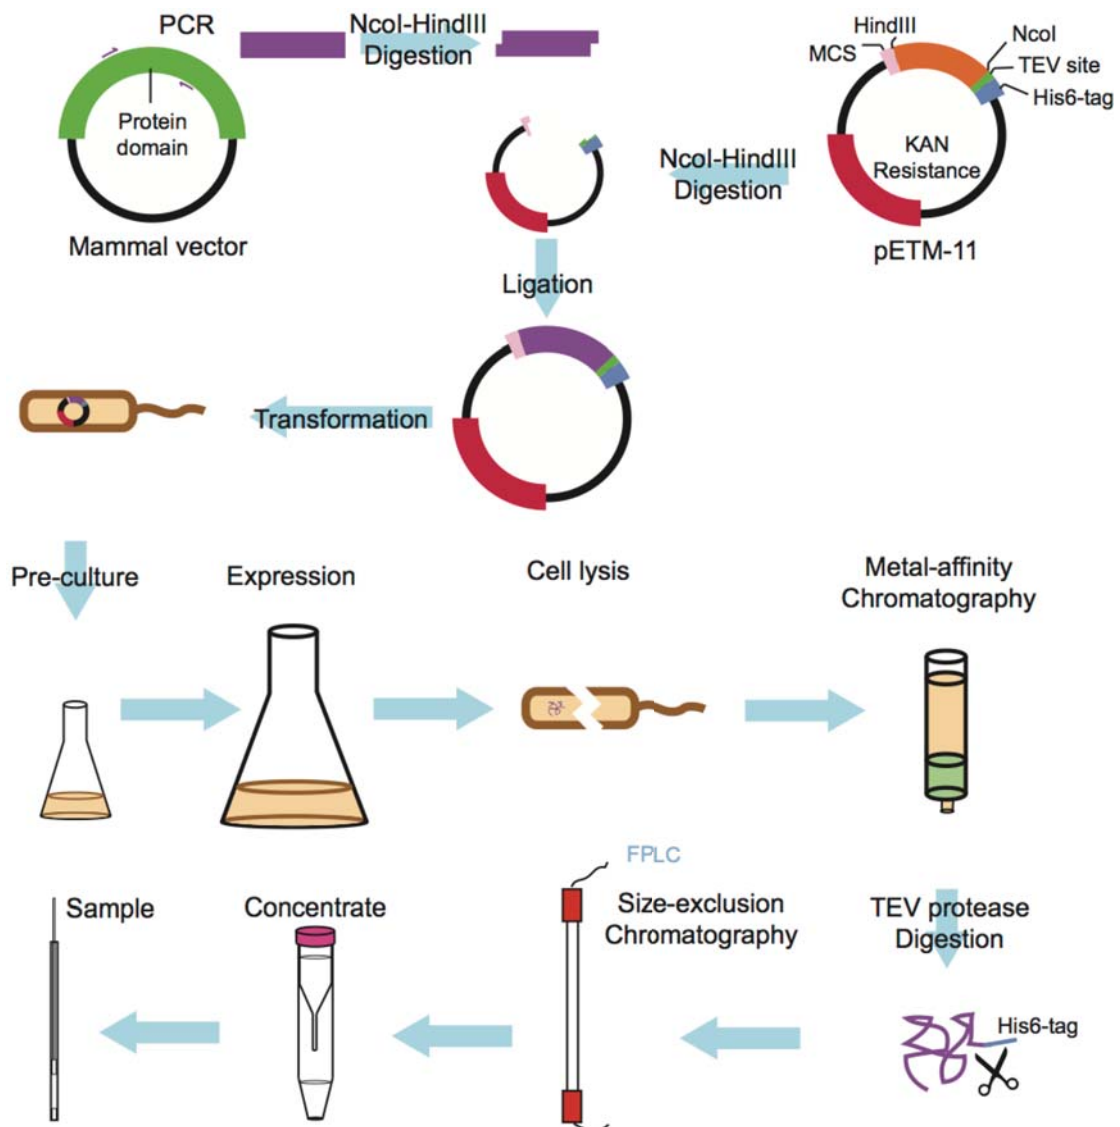 PCR
NcoI-HindIII
Digestion
Protein
domain
Mammal vector
HindIII
MCS
NcoI
TEV site
His6-tag
KAN
Resistance
pETM-11
NcoI-HindIII
Digestion
Ligation
Transformation
Pre-culture
Expression
Cell lysis
Metal-affinity
Chromatography
FPLC
Sample
Concentrate
Size-exclusion
Chromatography
TEV protease
Digestion
His6-tag